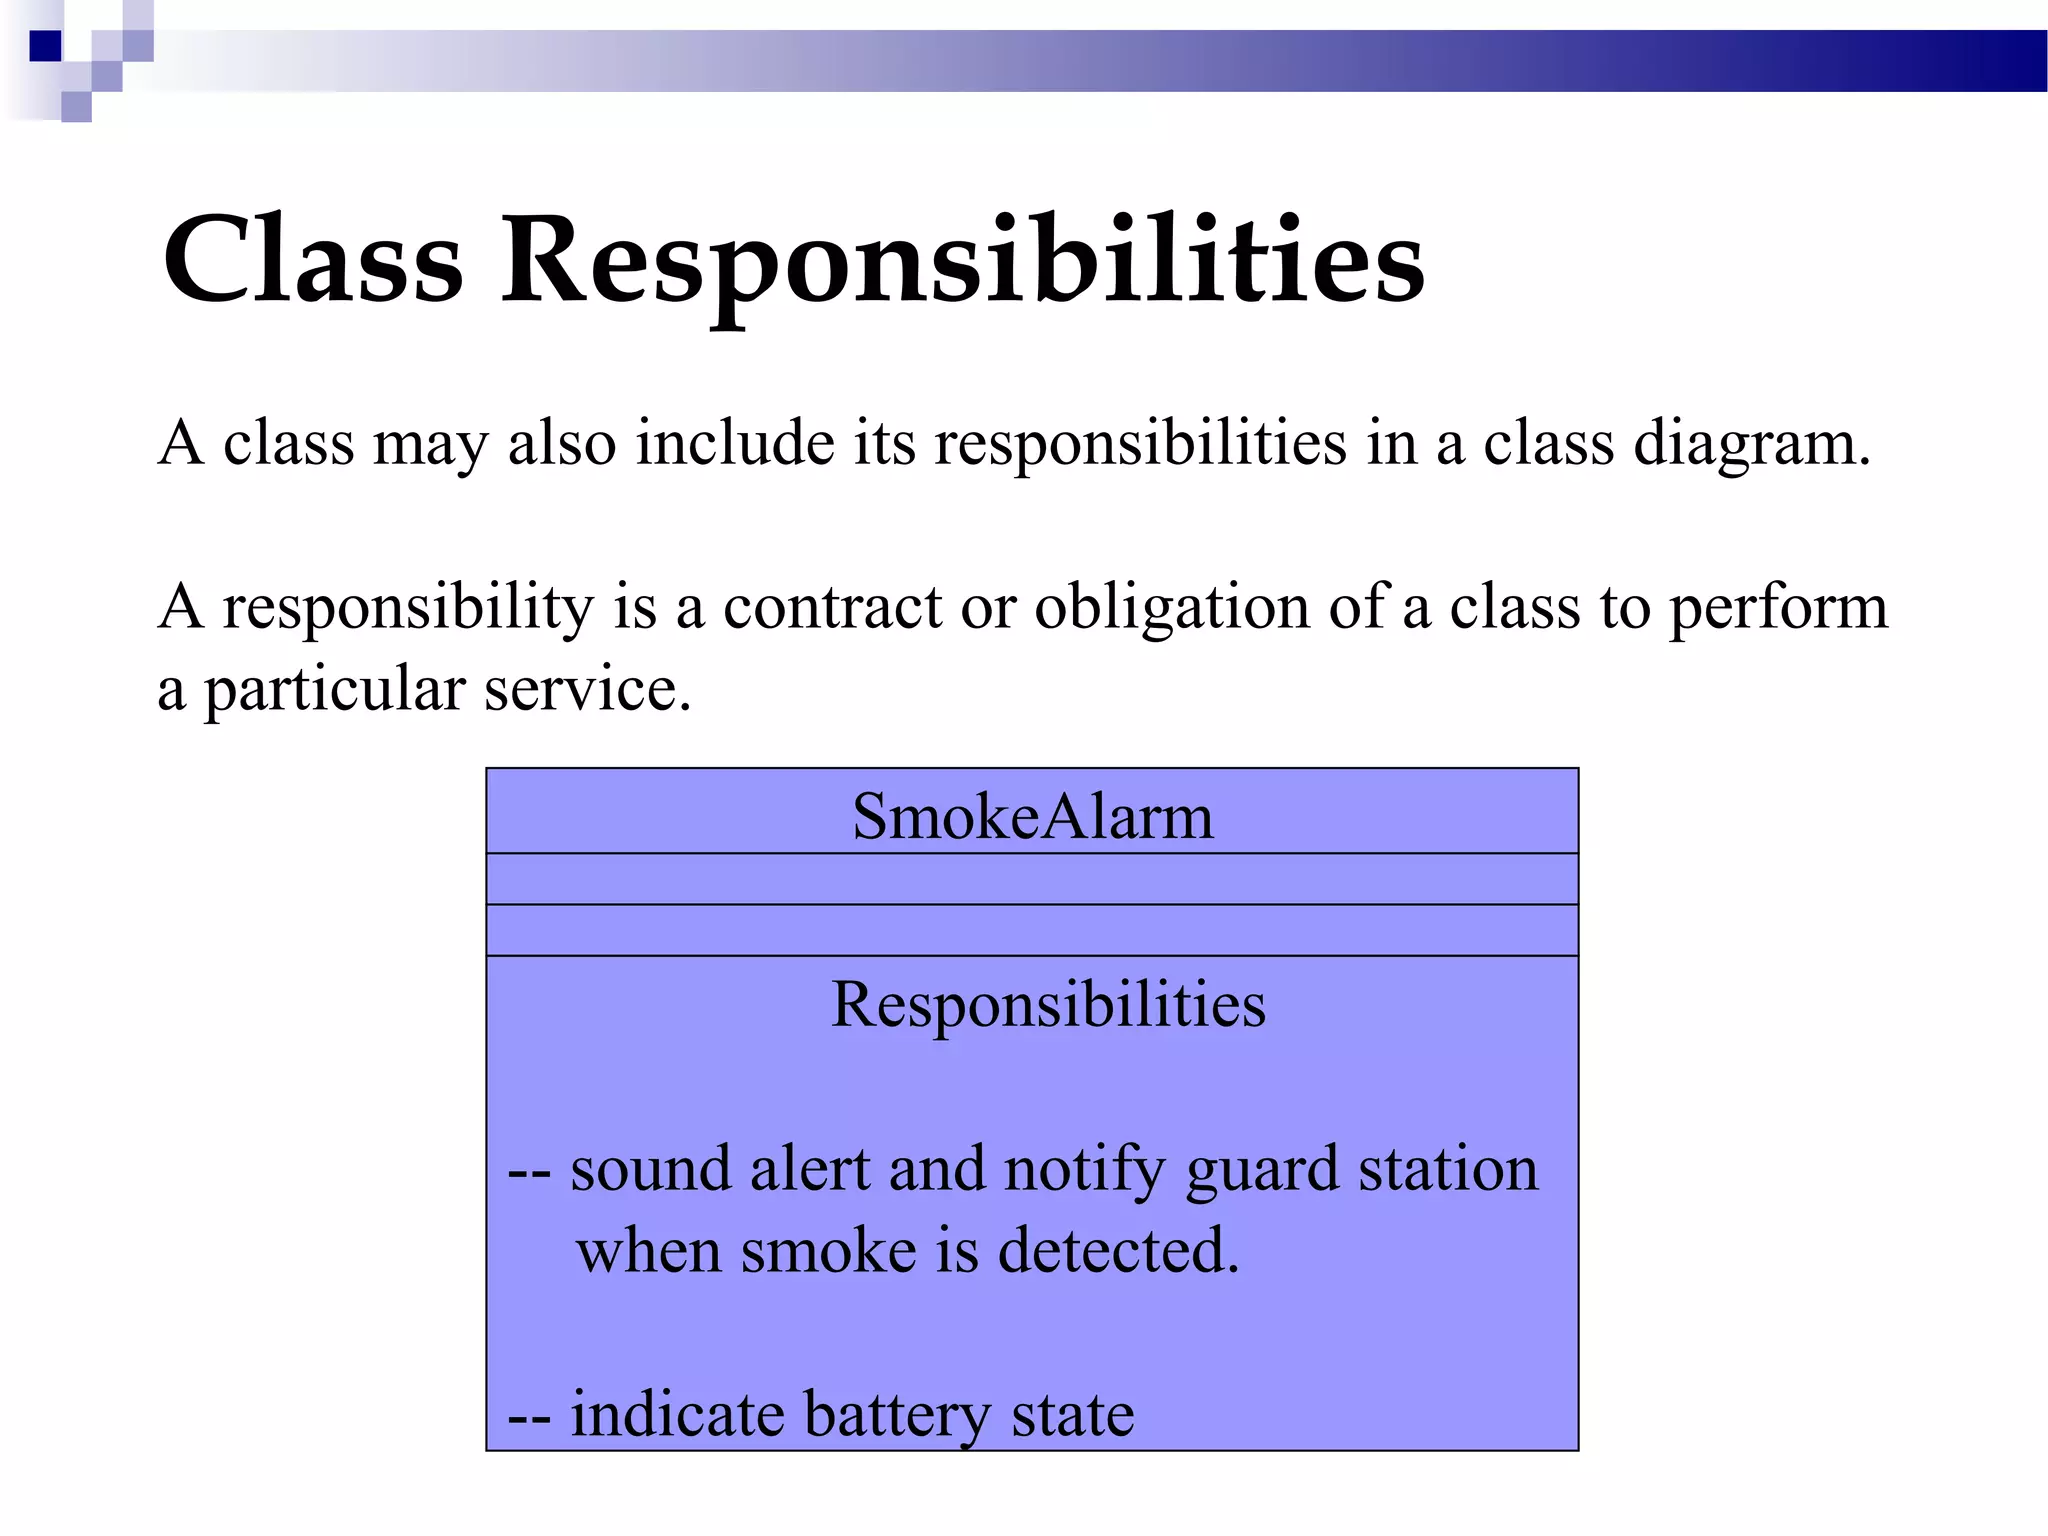 Class Responsibilities
A class may also include its responsibilities in a class diagram.
A responsibility is a contract or obligation of a class to perform
a particular service.
SmokeAlarm
Responsibilities
-- sound alert and notify guard station
when smoke is detected.
-- indicate battery state